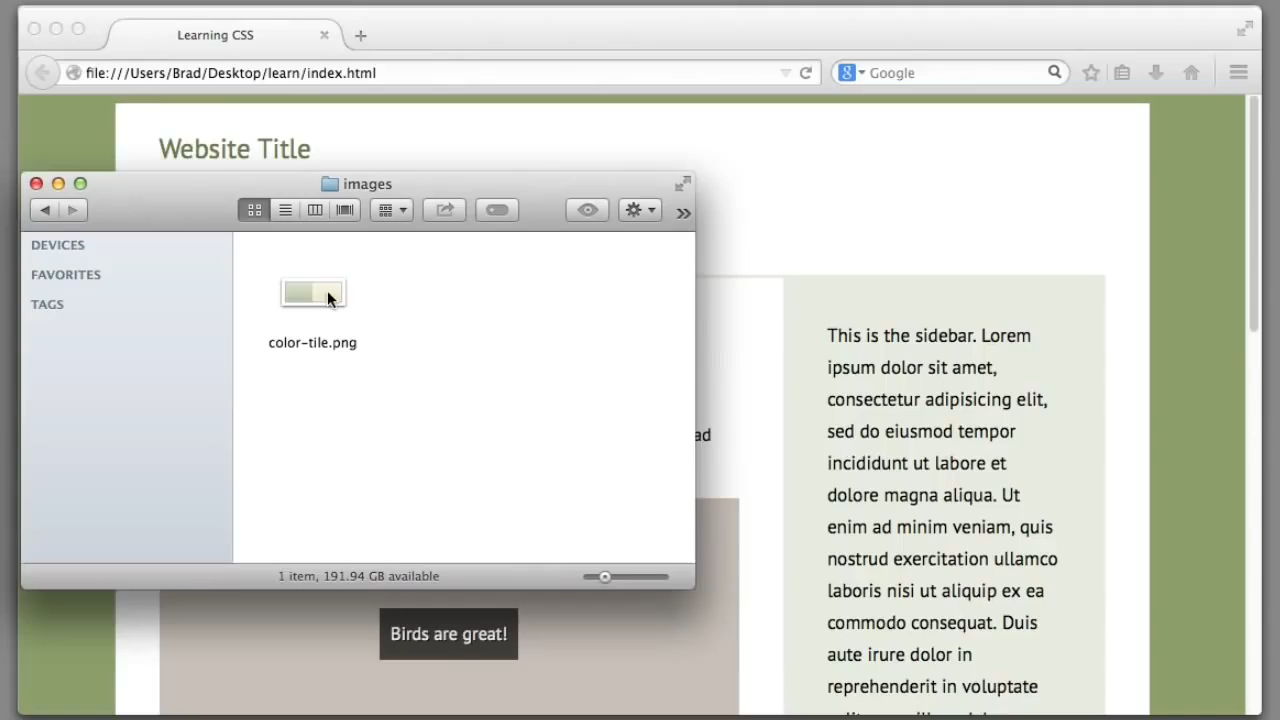 Learning CSS
file:///Users/Brad/Desktop/learn/index.html
Google
Website Title
images
DEVICES
FAVORITES
TAGS
color-tile.png
1 item, 191.94 GB available
ad
Birds are great!
This is the sidebar. Lorem
ipsum dolor sit amet,
consectetur adipisicing elit,
sed do eiusmod tempor
incididunt ut labore et
dolore magna aliqua. Ut
enim ad minim veniam, quis
nostrud exercitation ullamco
laboris nisi ut aliquip ex ea
commodo consequat. Duis
aute irure dolor in
reprehenderit in voluptate